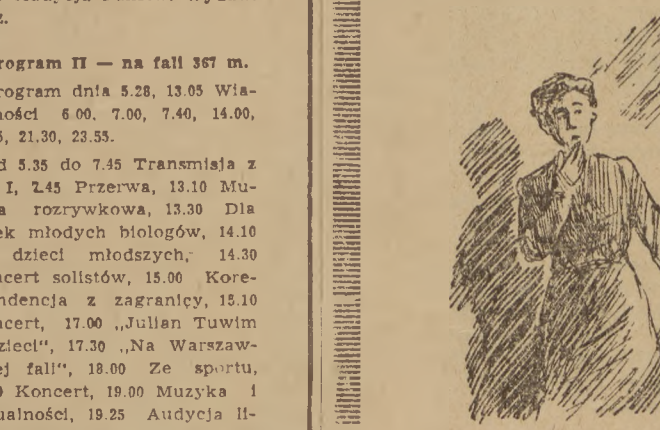 z.
rogram II — na fali 367 m.
rogram dnia 5.28, 13.05 Wia-
ności 6 00, 7.00, 7.40, 14.00,
5, 21.30, 23.55.
d 5.35 do 7.45 Transmisja z
I, 7.45 Przerwa, 13.10 Mu-
a rozrywkowa, 13.30 Dla
ek młodych biologów, 14.10
dzieci młodszych, 14.30
ncert solistów, 15.00 Kore-
ndencja z zagranicy, 15.10
ncert, 17.00 „Julian Tuwim
zieci“, 17.30 „Na Warszaw-
ej fali“, 18.00 Ze sportu,
0 Koncert, 19.00 Muzyka i
ualności, 19.25 Audycja li-